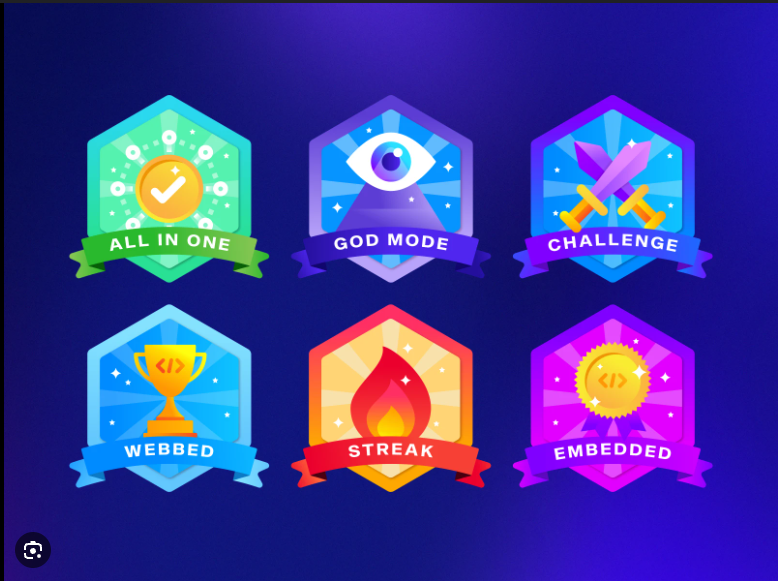 ALL IN ONE
GOD MODE
CHALLENGE
</>
WEBBED
STREAK
</>
EMBEDDED